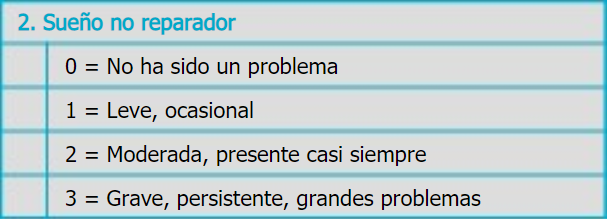 2. Sueño no reparador
0 = No ha sido un problema
1 = Leve, ocasional
2 = Moderada, presente casi siempre
3 = Grave, persistente, grandes problemas